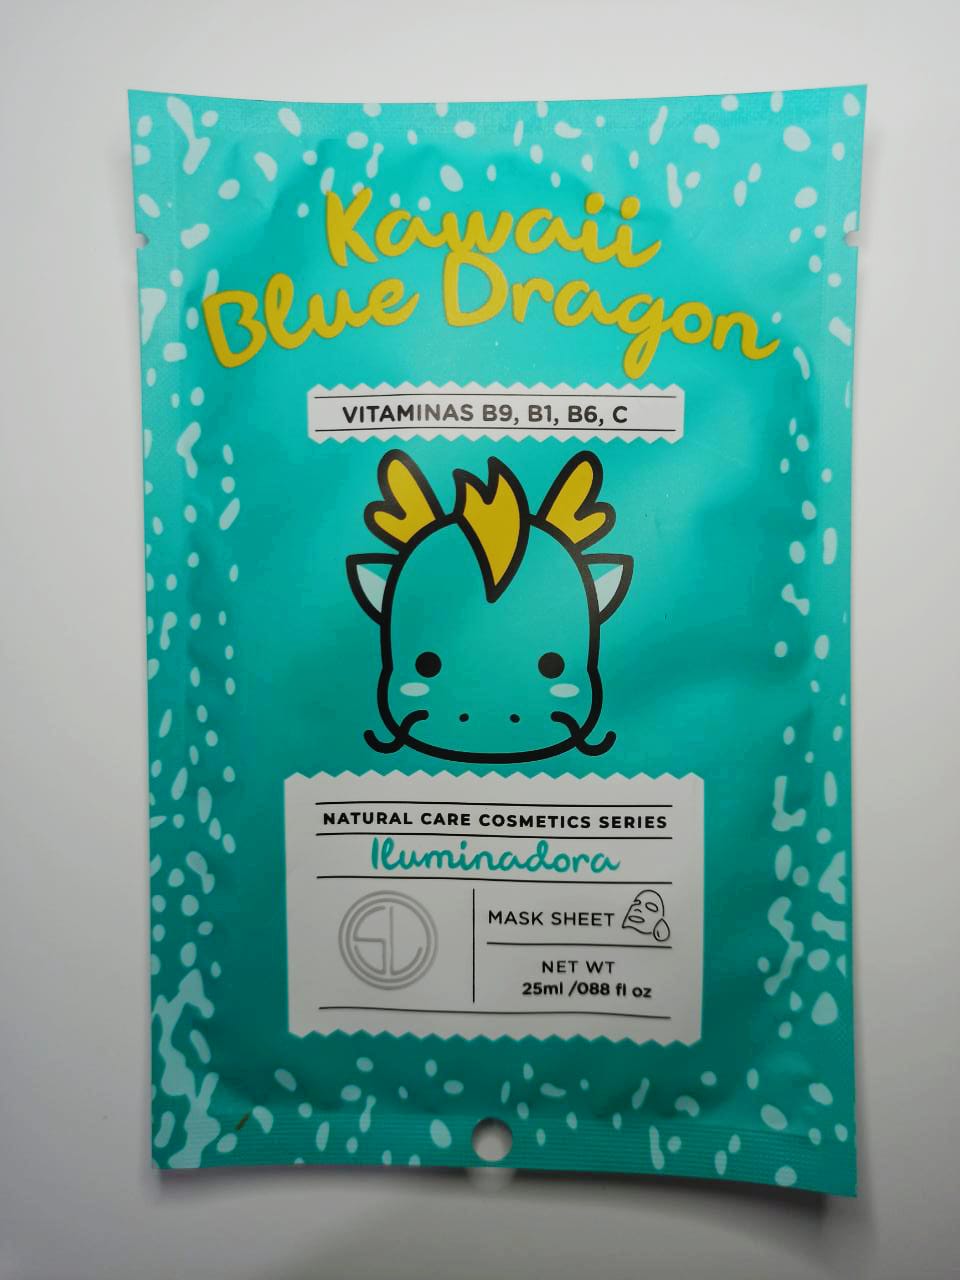 Kawaii
Blue Dragon
VITAMINAS B9, B1, B6, C
NATURAL CARE COSMETICS SERIES
Iluminadora
SL
MASK SHEET
NET WT
25ml /088 fl oz